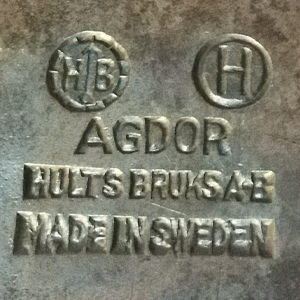 HB H
AGDOR
HULTS BRUKS A-B
MADE IN SWEDEN